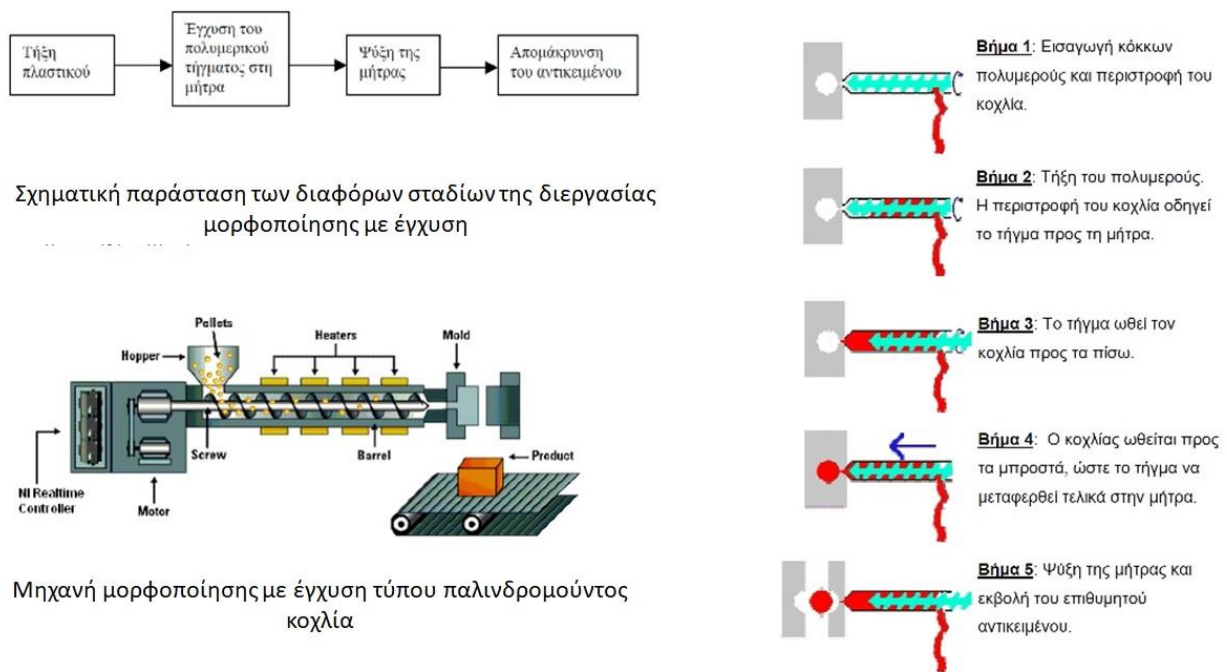 Τήξη
πλαστικού
Έγχυση του
πολυμερικού
τήγματος στη
μήτρα
Ψύξη της
μήτρας
Απομάκρυνση
του αντικειμένου
Σχηματική παράσταση των διαφόρων σταδίων της διεργασίας
μορφοποίησης με έγχυση
Pellets
Hopper
Heaters
Mold
Screw
Barrel
Product
NI Realtime
Controller
Motor
Μηχανή μορφοποίησης με έγχυση τύπου παλινδρομούντος
κοχλία
Βήμα 1: Εισαγωγή κόκκων
πολυμερούς και περιστροφή του
κοχλία.
Βήμα 2: Τήξη του πολυμερούς.
Η περιστροφή του κοχλία οδηγεί
το τήγμα προς τη μήτρα.
Βήμα 3: Το τήγμα ωθεί τον
κοχλία προς τα πίσω.
Βήμα 4: Ο κοχλίας ωθείται προς
τα μπροστά, ώστε το τήγμα να
μεταφερθεί τελικά στην μήτρα.
Βήμα 5: Ψύξη της μήτρας και
εκβολή του επιθυμητού
αντικειμένου.